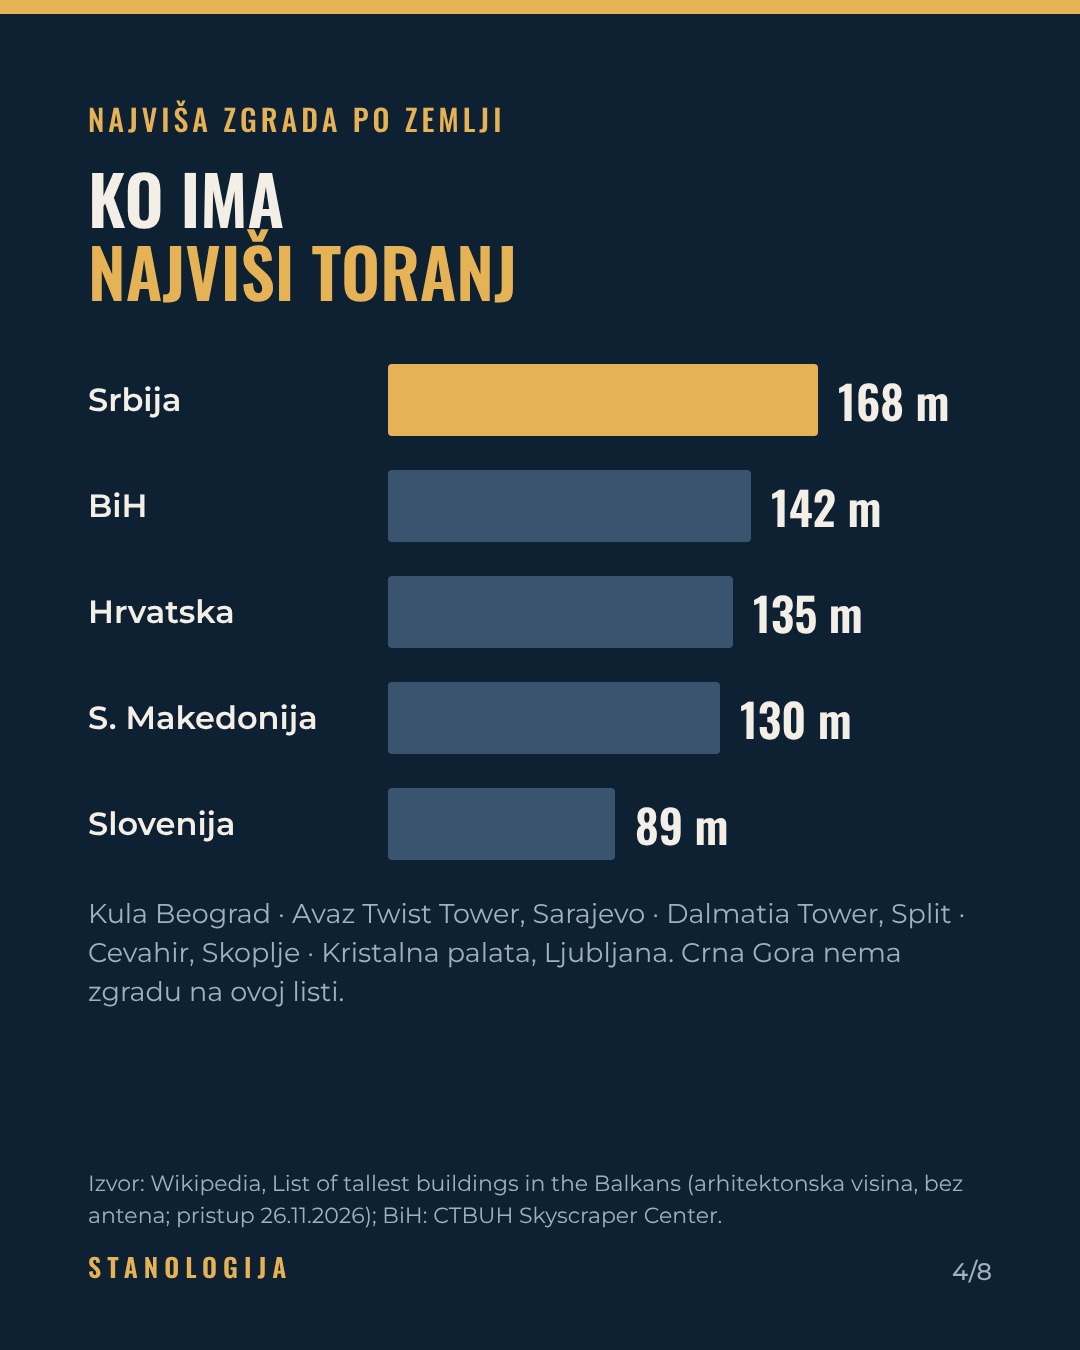 NAJVIŠA ZGRADA PO ZEMLJI
KO IMA
NAJVIŠI TORANJ
Srbija 168 m
BiH 142 m
Hrvatska 135 m
S. Makedonija 130 m
Slovenija 89 m
Kula Beograd · Avaz Twist Tower, Sarajevo · Dalmatia Tower, Split ·
Cevahir, Skoplje · Kristalna palata, Ljubljana. Crna Gora nema
zgradu na ovoj listi.
Izvor: Wikipedia, List of tallest buildings in the Balkans (arhitektonska visina, bez
antena; pristup 26.11.2026); BiH: CTBUH Skyscraper Center.
STANOLOGIJA
4/8